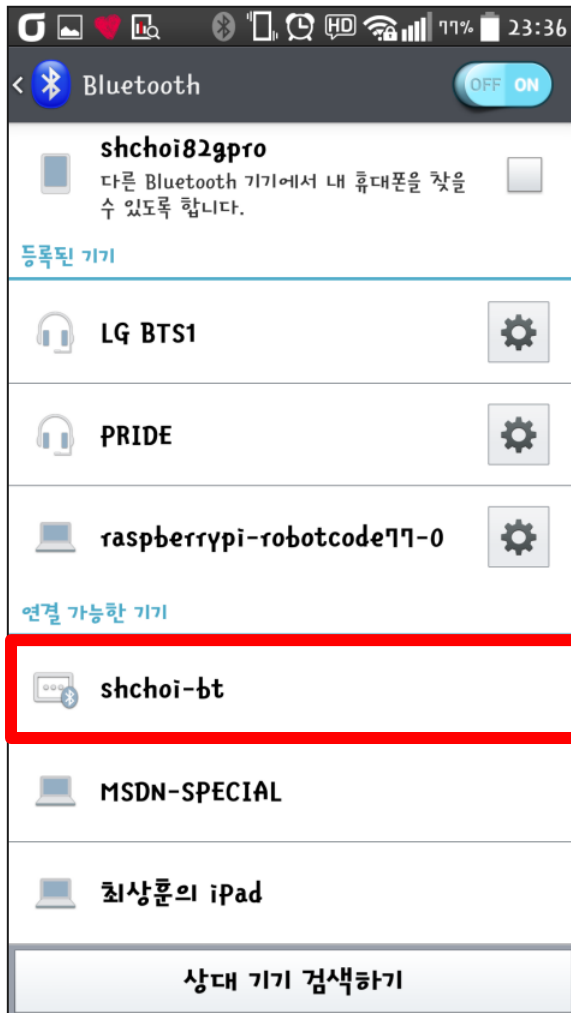 HD 77% 23:36
Bluetooth
OFF ON
shchoi82gpro
다른 Bluetooth 기기에서 내 휴대폰을 찾을
수 있도록 합니다.
등록된 기기
LG BTS1
PRIDE
raspberrypi-robotcode77-0
연결 가능한 기기
shchoi-bt
MSDN-SPECIAL
최상훈의 iPad
상대 기기 검색하기